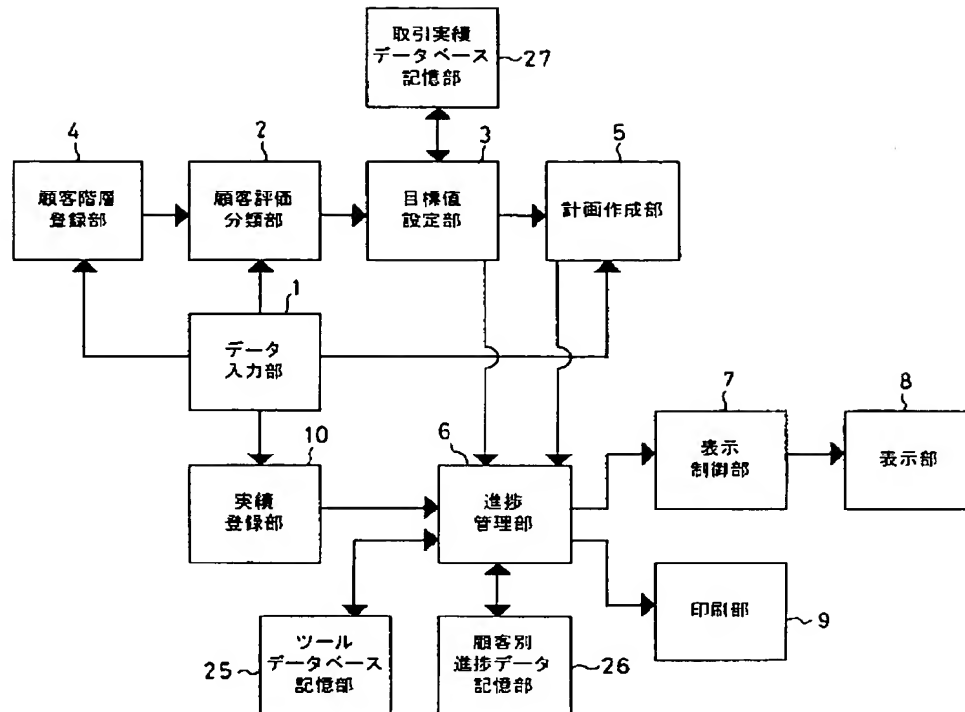 取引実績
データベース
記憶部
27
4
2
3
5
顧客階層
登録部
顧客評価
分類部
目標値
設定部
計画作成部
1
データ
入力部
10
6
7
8
実績
登録部
進捗
管理部
表示
制御部
表示部
ツール
データベース
記憶部
25
顧客別
進捗データ
記憶部
26
印刷部
9